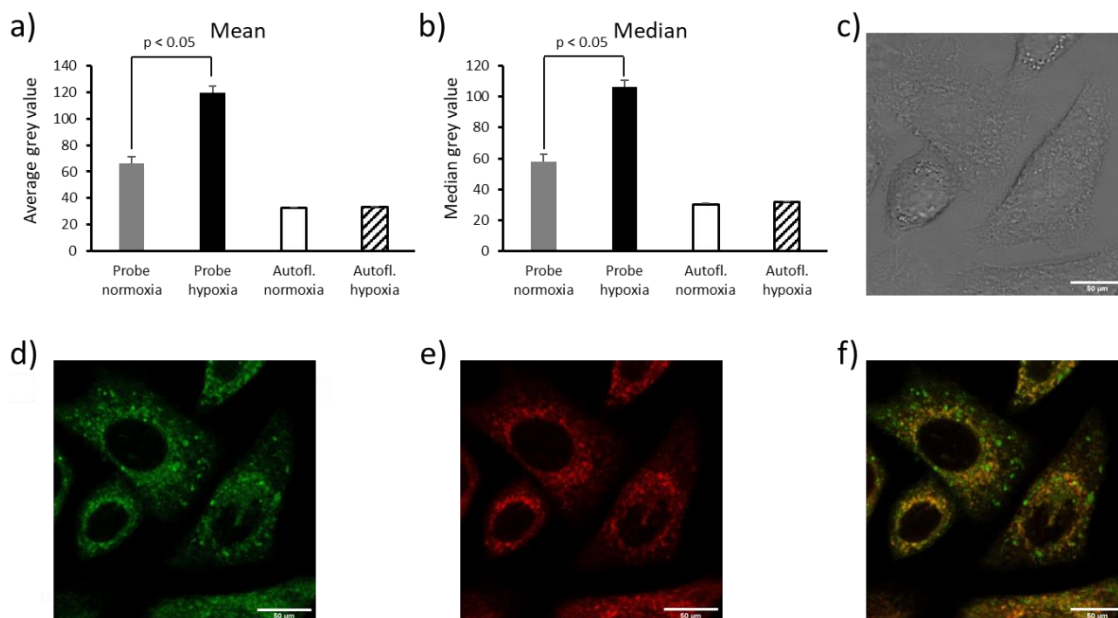 a)
Mean
p < 0.05
Average grey value
140
120
100
80
60
40
20
0
Probe normoxia
Probe hypoxia
Autofl. normoxia
Autofl. hypoxia
b)
Median
p < 0.05
Median grey value
120
100
80
60
40
20
0
Probe normoxia
Probe hypoxia
Autofl. normoxia
Autofl. hypoxia
c)
50 µm
d)
50 µm
e)
50 µm
f)
50 µm